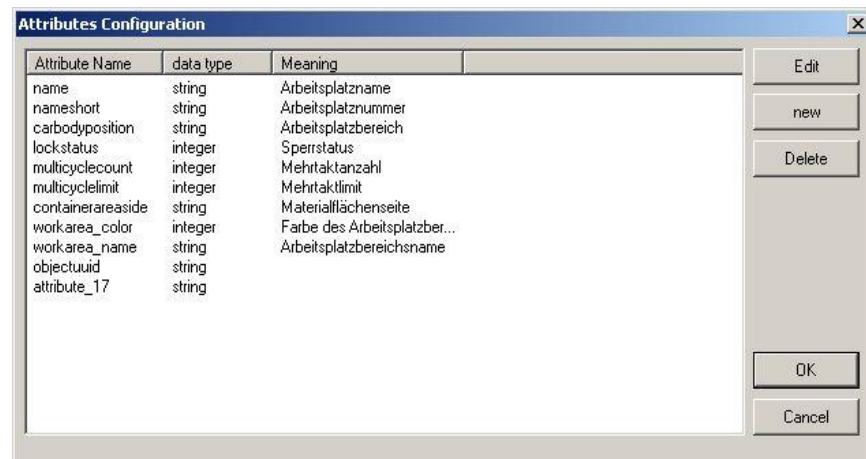 Attributes Configuration
Attribute Name data type Meaning
name string Arbeitsplatzname
nameshort string Arbeitsplatznummer
carbodyposition string Arbeitsplatzbereich
lockstatus integer Sperrstatus
multicyclecount integer Mehrtaktanzahl
multicyclelimit integer Mehrtaktlimit
containerareaside string Materialflächenseite
workarea_color integer Farbe des Arbeitsplatzber...
workarea_name string Arbeitsplatzbereichsname
objectuuid string
attribute_17 string
Edit
new
Delete
OK
Cancel